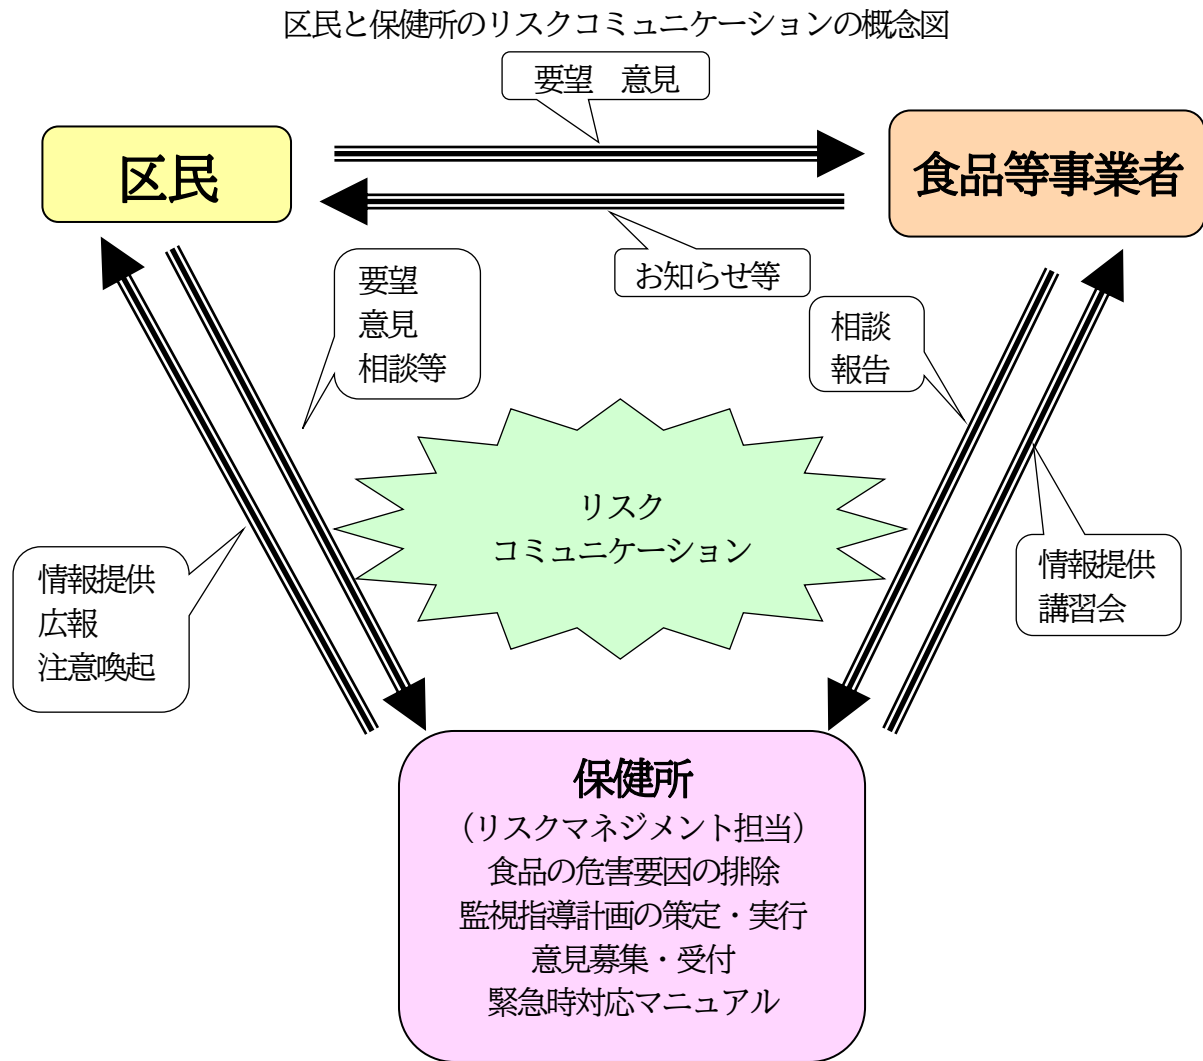 区民と保健所のリスクコミュニケーションの概念図
要望　意見
区民
食品等事業者
お知らせ等
要望
意見
相談等
相談
報告
リスク
コミュニケーション
情報提供
広報
注意喚起
情報提供
講習会
保健所
（リスクマネジメント担当）
食品の危害要因の排除
監視指導計画の策定・実行
意見募集・受付
緊急時対応マニュアル